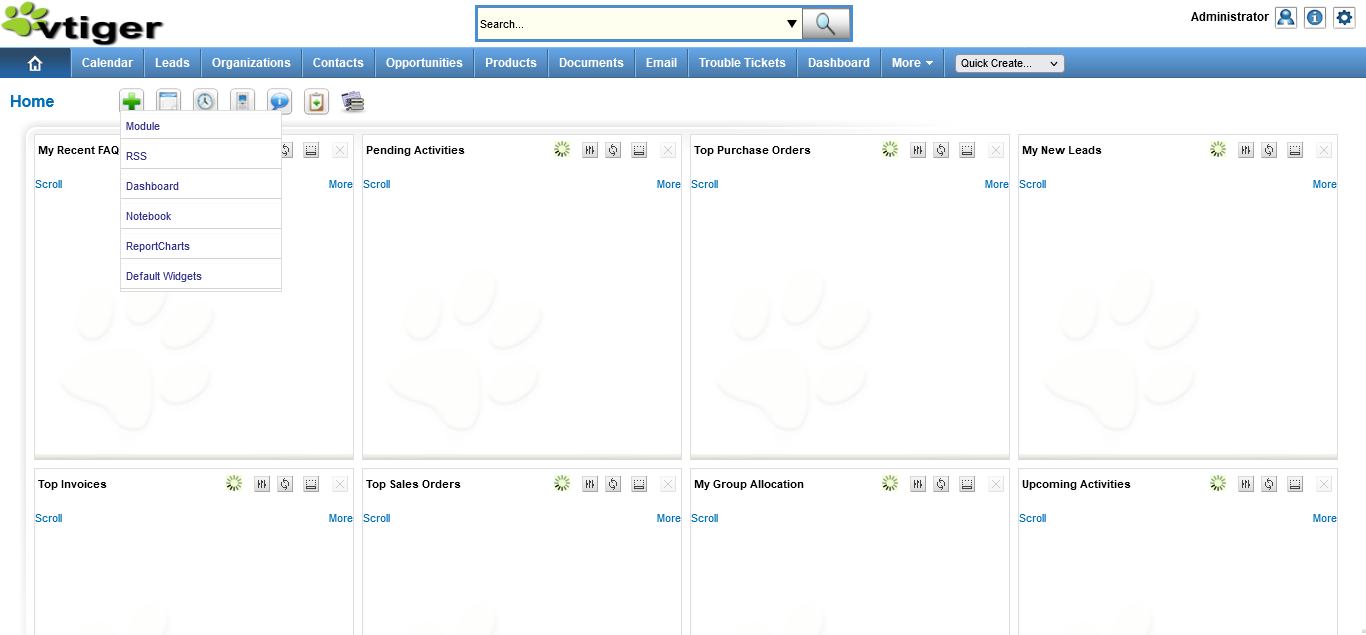 vtiger
Search...
Administrator
Calendar Leads Organizations Contacts Opportunities Products Documents Email Trouble Tickets Dashboard More Quick Create...
Home
Module
RSS
Dashboard
Notebook
ReportCharts
Default Widgets
My Recent FAQ
Scroll More
Pending Activities
Scroll More
Top Purchase Orders
Scroll More
My New Leads
Scroll More
Top Invoices
Scroll More
Top Sales Orders
Scroll More
My Group Allocation
Scroll More
Upcoming Activities
Scroll More